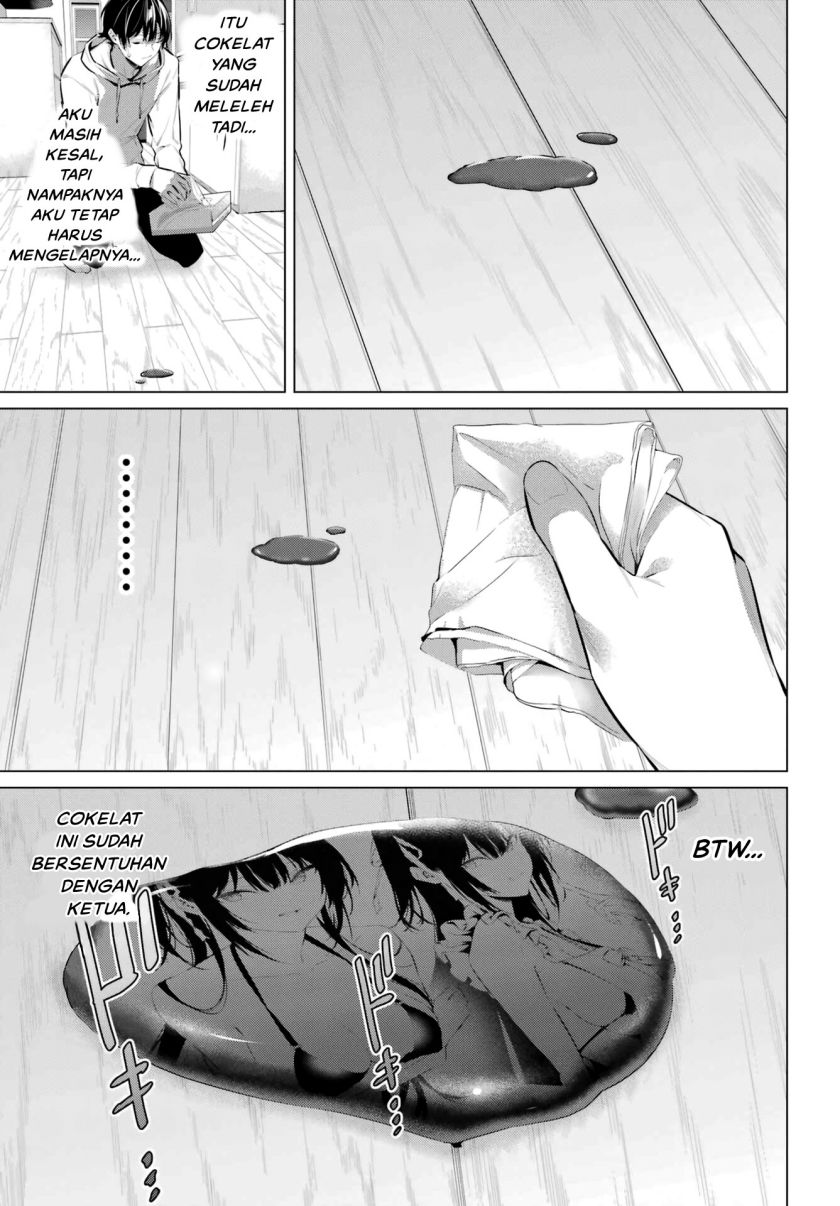 ITU
COKELAT
YANG
SUDAH
MELELEH
TADI...
AKU
MASIH
KESAL,
TAPI
NAMPAKNYA
AKU TETAP
HARUS
MENGELAPNYA...
BTW...
COKELAT
INI SUDAH
BERSENTUHAN
DENGAN
KETUA.
ドキ...
ドキ...
ドキ...